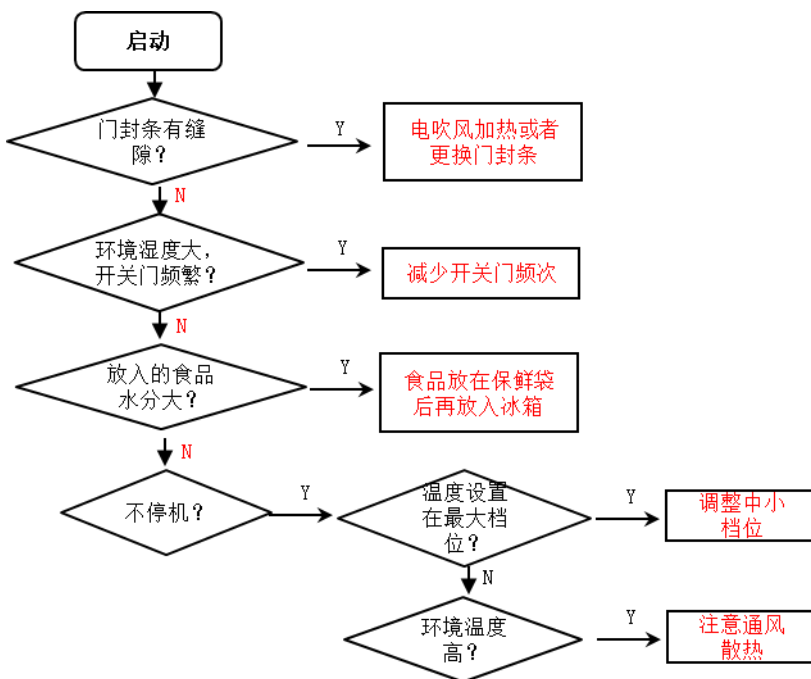 启动
门封条有缝
隙?
Y
电吹风加热或者
更换门封条
N
环境湿度大,
开关门频繁?
Y
减少开关门频次
N
放入的食品
水分大?
Y
食品放在保鲜袋
后再放入冰箱
N
不停机?
Y
温度设置
在最大档
位?
Y
调整中小
档位
N
环境温度
高?
Y
注意通风
散热